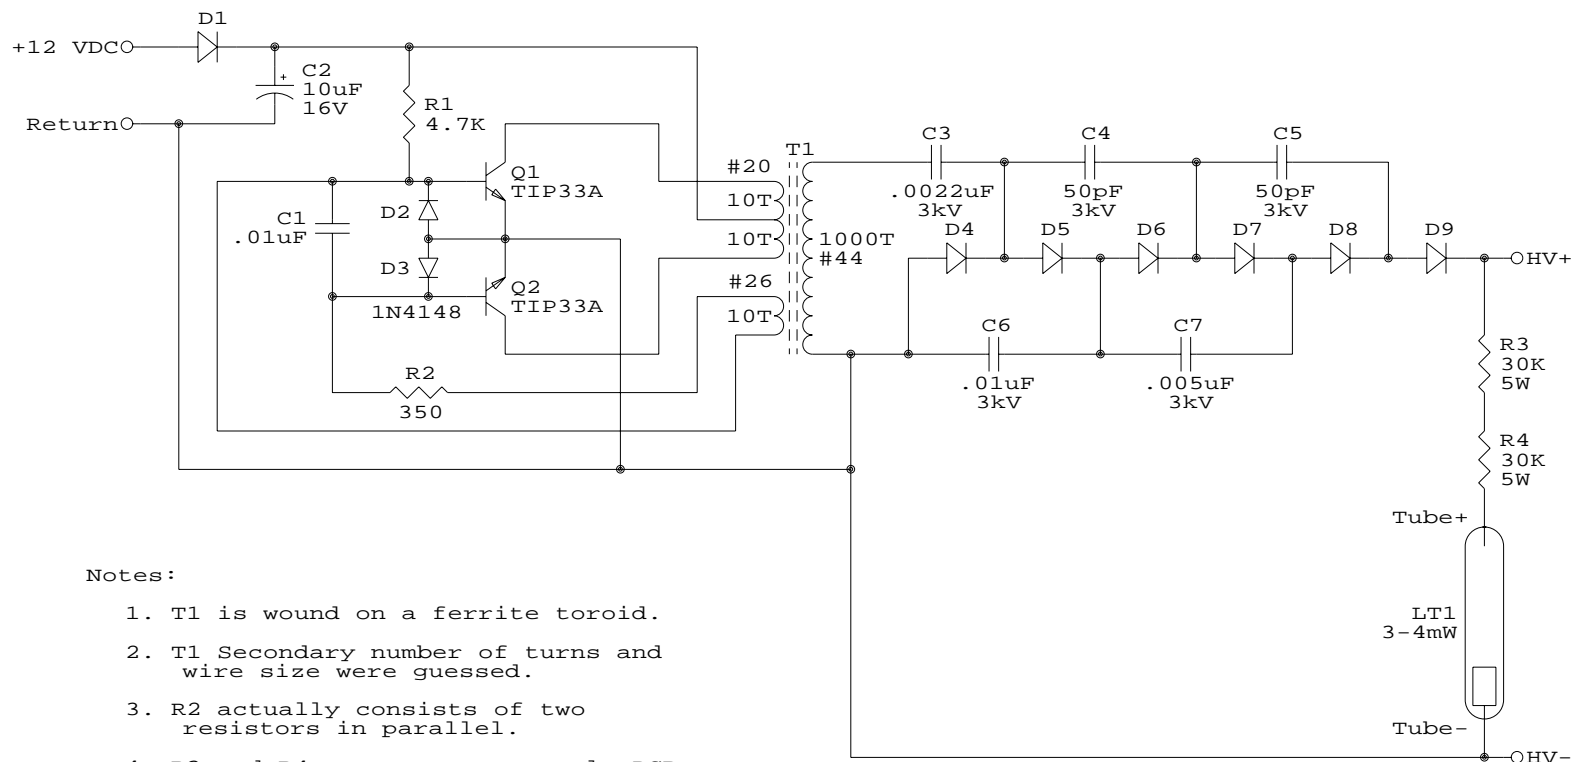 D1
+12 VDC
C2
10uF
16V
+
R1
4.7K
Return
Q1
TIP33A
C1
.01uF
D2
D3
1N4148
Q2
TIP33A
R2
350
T1
#20
10T
10T
#26
10T
1000T
#44
C3
.0022uF
3kV
C4
50pF
3kV
C5
50pF
3kV
D4
D5
D6
D7
D8
D9
HV+
C6
.01uF
3kV
C7
.005uF
3kV
R3
30K
5W
R4
30K
5W
Tube+
LT1
3-4mW
Tube-
HV-
Notes:
1. T1 is wound on a ferrite toroid.
2. T1 Secondary number of turns and
wire size were guessed.
3. R2 actually consists of two
resistors in parallel.